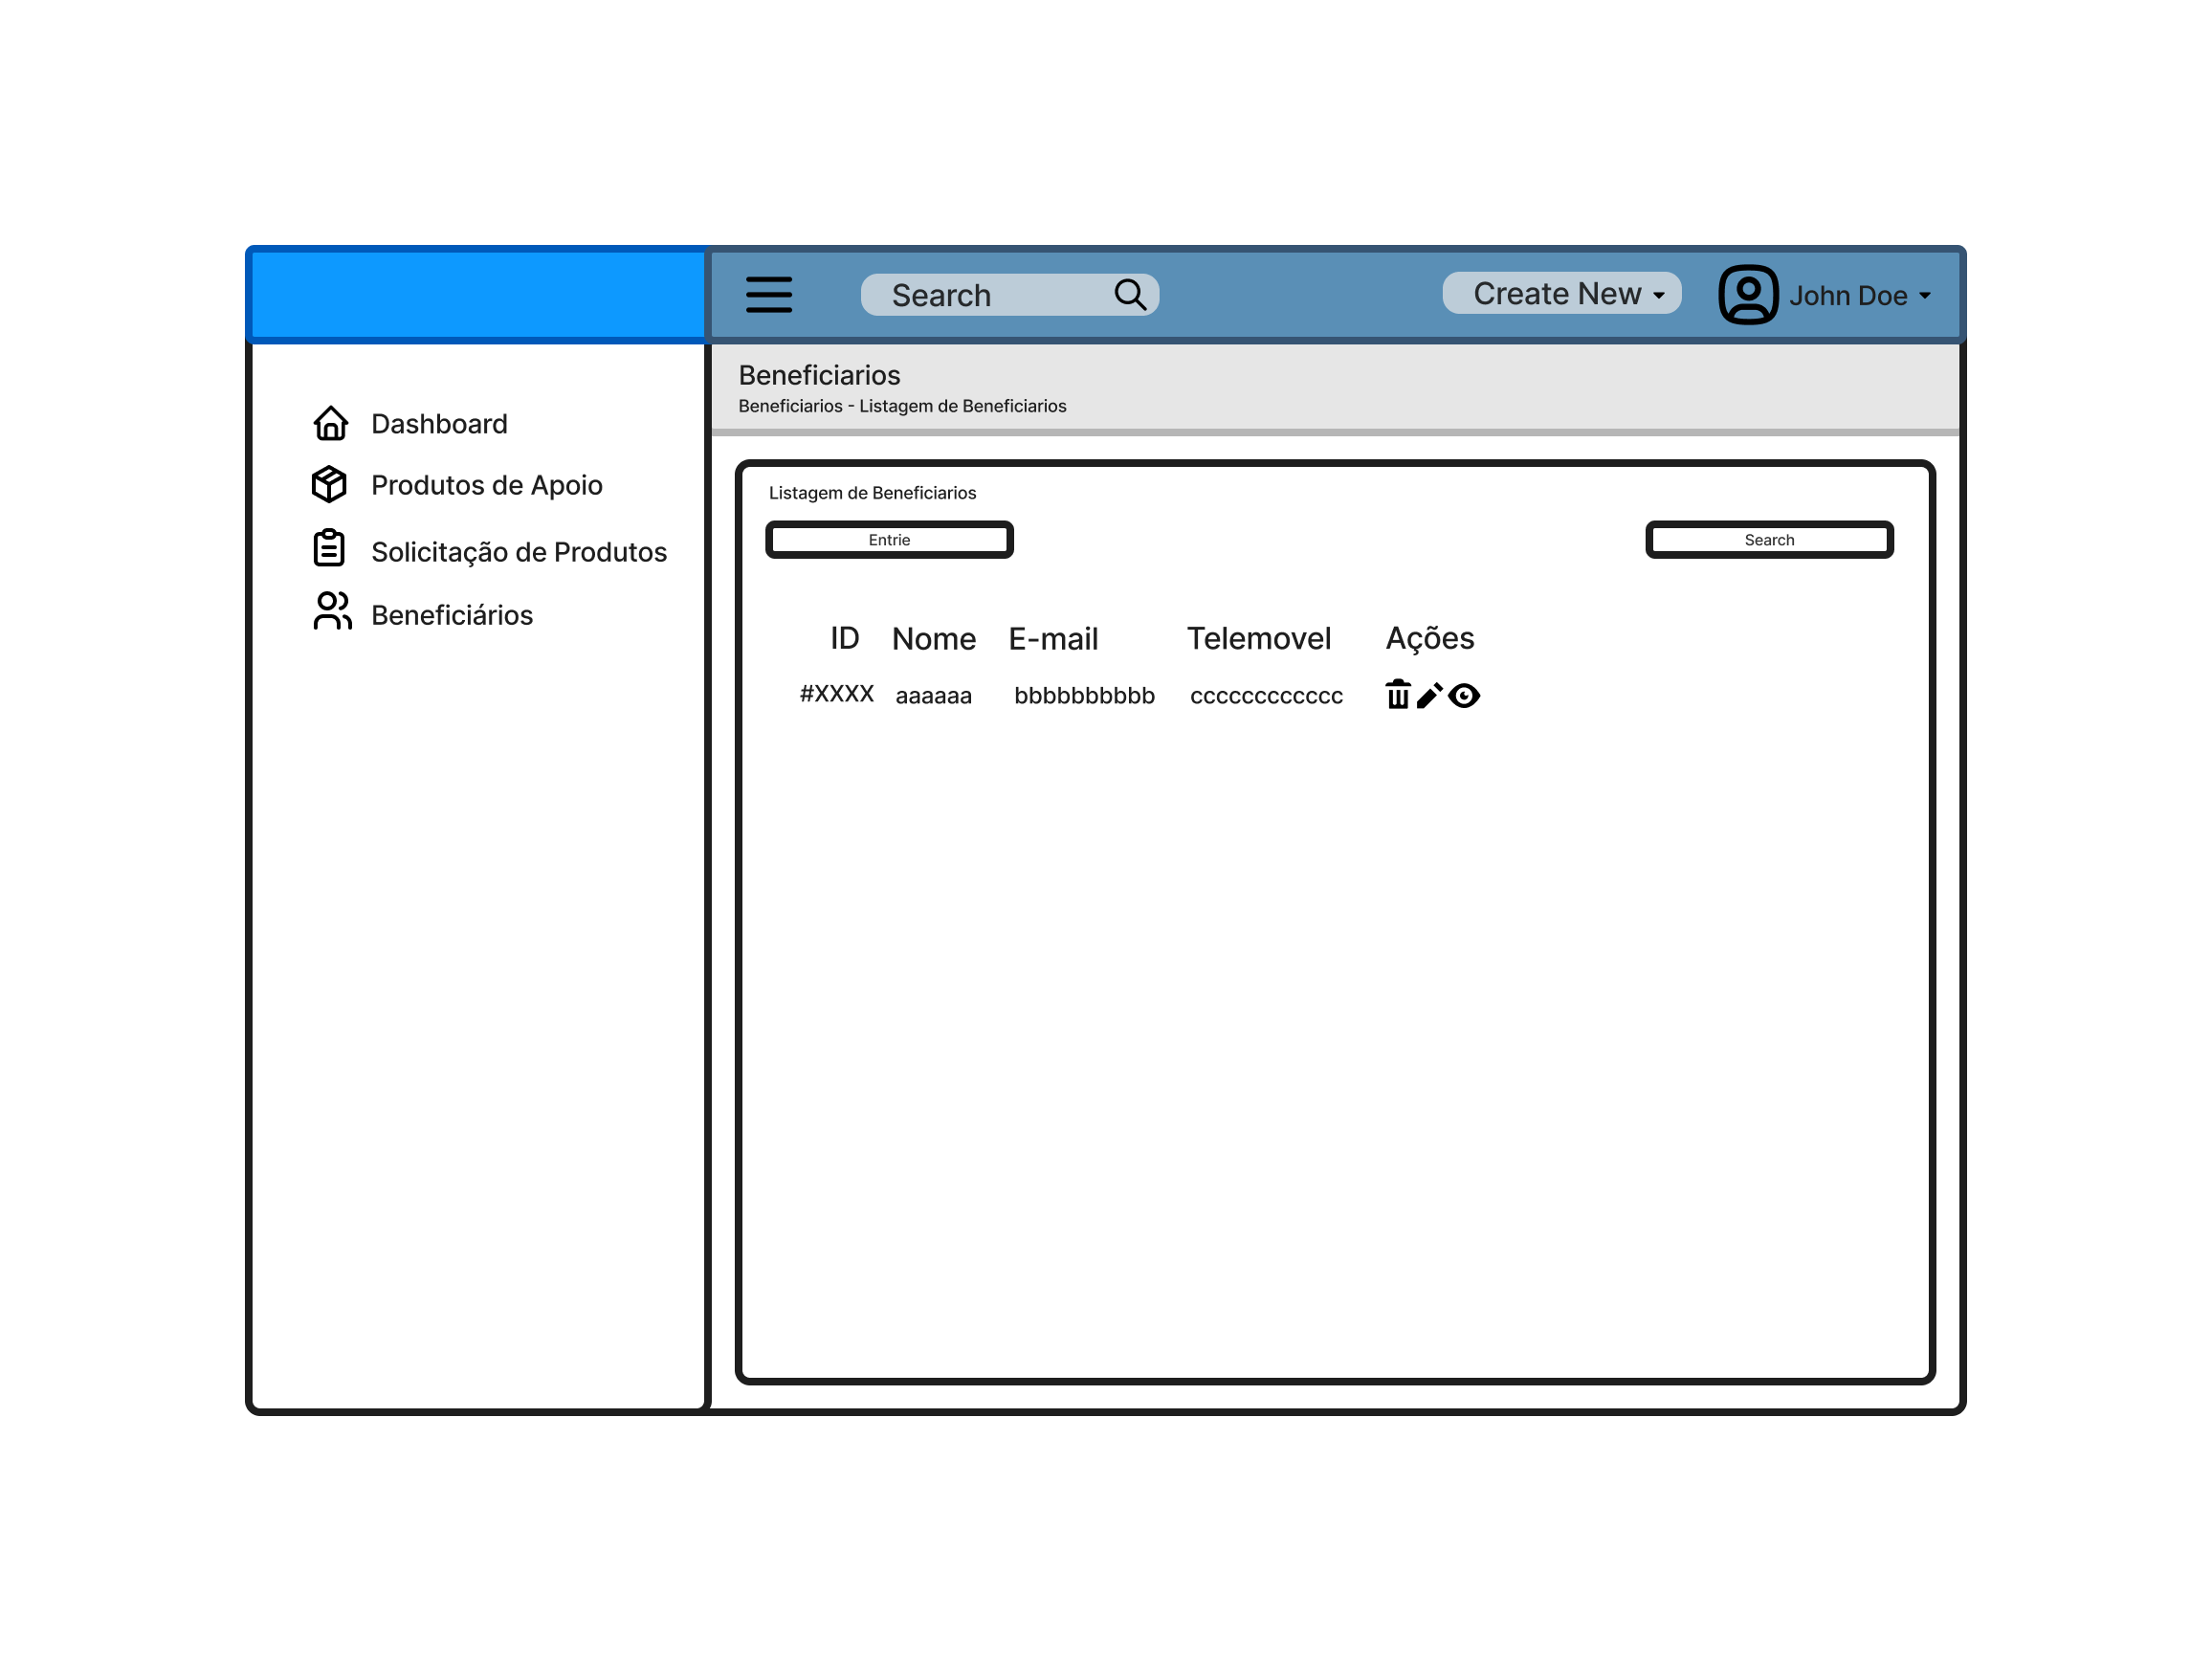 Search
Create New
John Doe
Dashboard
Produtos de Apoio
Solicitação de Produtos
Beneficiários
Beneficiarios
Beneficiarios - Listagem de Beneficiarios
Listagem de Beneficiarios
Entrie
Search
ID Nome E-mail Telemovel Ações
#XXXX aaaaaa bbbbbbbbbb cccccccccccc